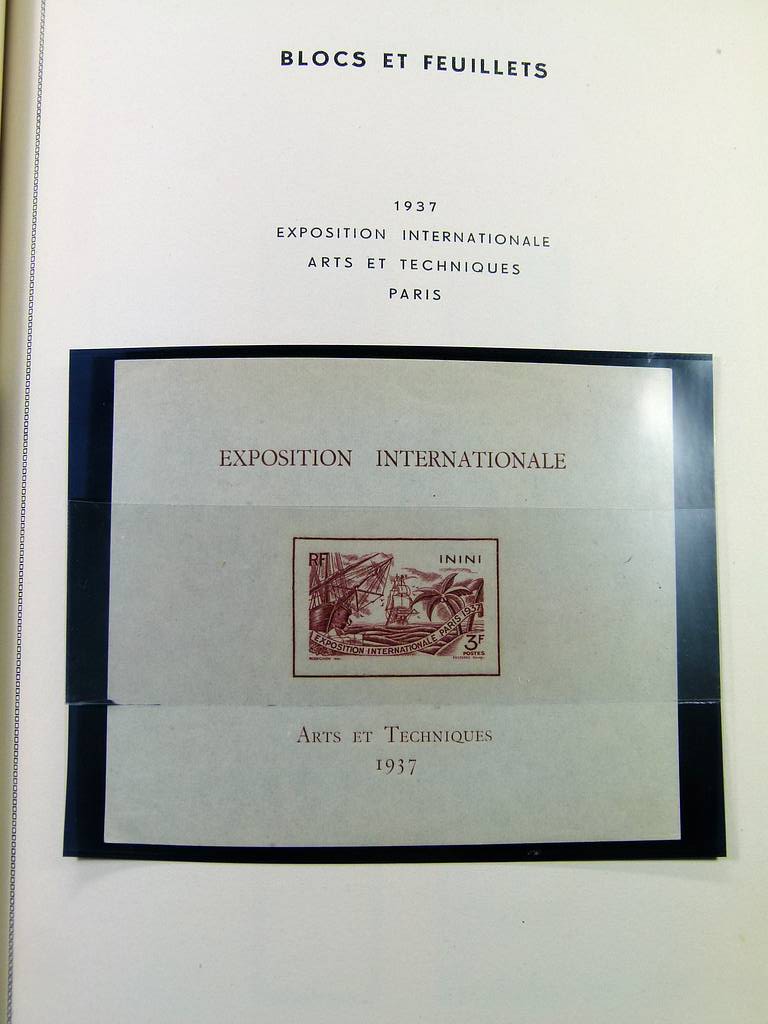 BLOCS ET FEUILLETS
1937
EXPOSITION INTERNATIONALE
ARTS ET TECHNIQUES
PARIS
EXPOSITION INTERNATIONALE
RF
ININI
EXPOSITION INTERNATIONALE PARIS 1937
3F
POSTES
ARTS ET TECHNIQUES
1937